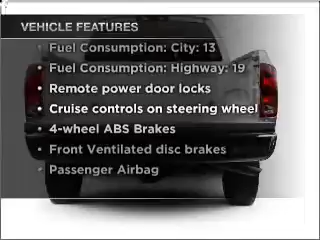 VEHICLE FEATURES
• Fuel Consumption: City: 13
• Fuel Consumption: Highway: 19
• Remote power door locks
• Cruise controls on steering wheel
• 4-wheel ABS Brakes
• Front Ventilated disc brakes
• Passenger Airbag